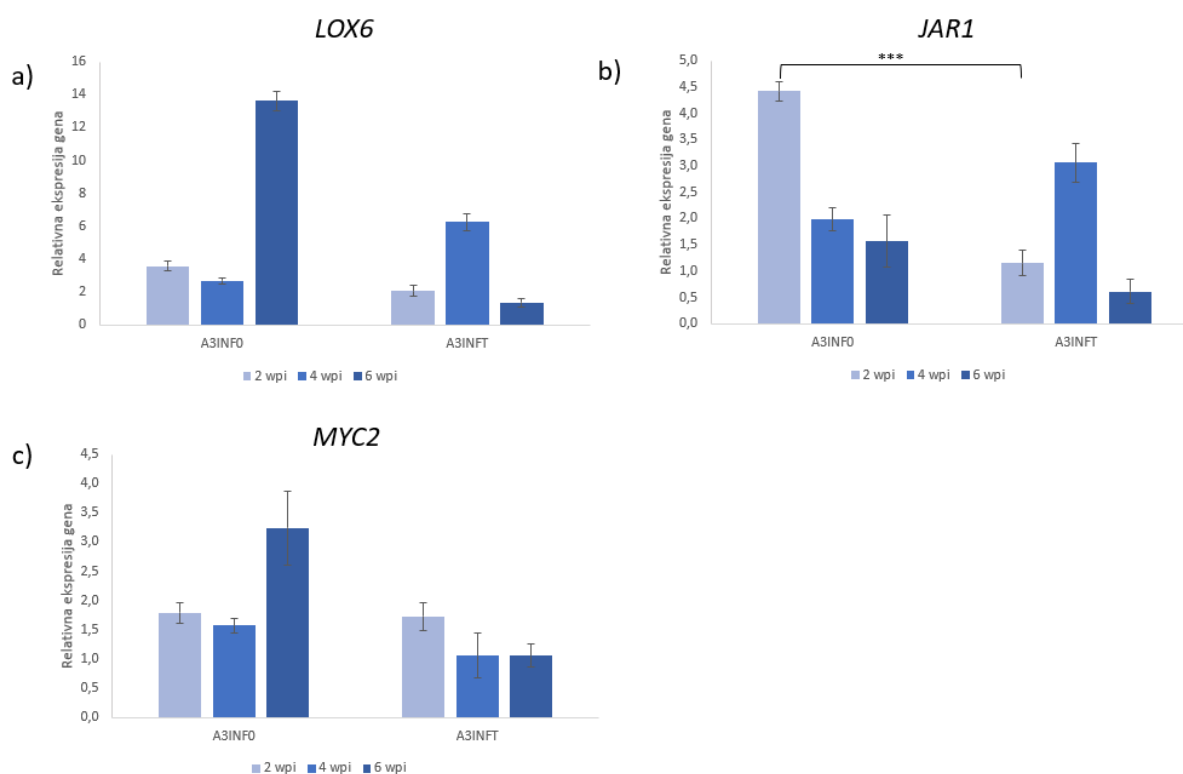 LOX6
a)
Relativna ekspresija gena
16
14
12
10
8
6
4
2
0
A3INF0
A3INFT
2 wpi 4 wpi 6 wpi
JAR1
b)
Relativna ekspresija gena
5,0
4,5
4,0
3,5
3,0
2,5
2,0
1,5
1,0
0,5
0,0
***
A3INF0
A3INFT
2 wpi 4 wpi 6 wpi
MYC2
c)
Relativna ekspresija gena
4,5
4,0
3,5
3,0
2,5
2,0
1,5
1,0
0,5
0,0
A3INF0
A3INFT
2 wpi 4 wpi 6 wpi